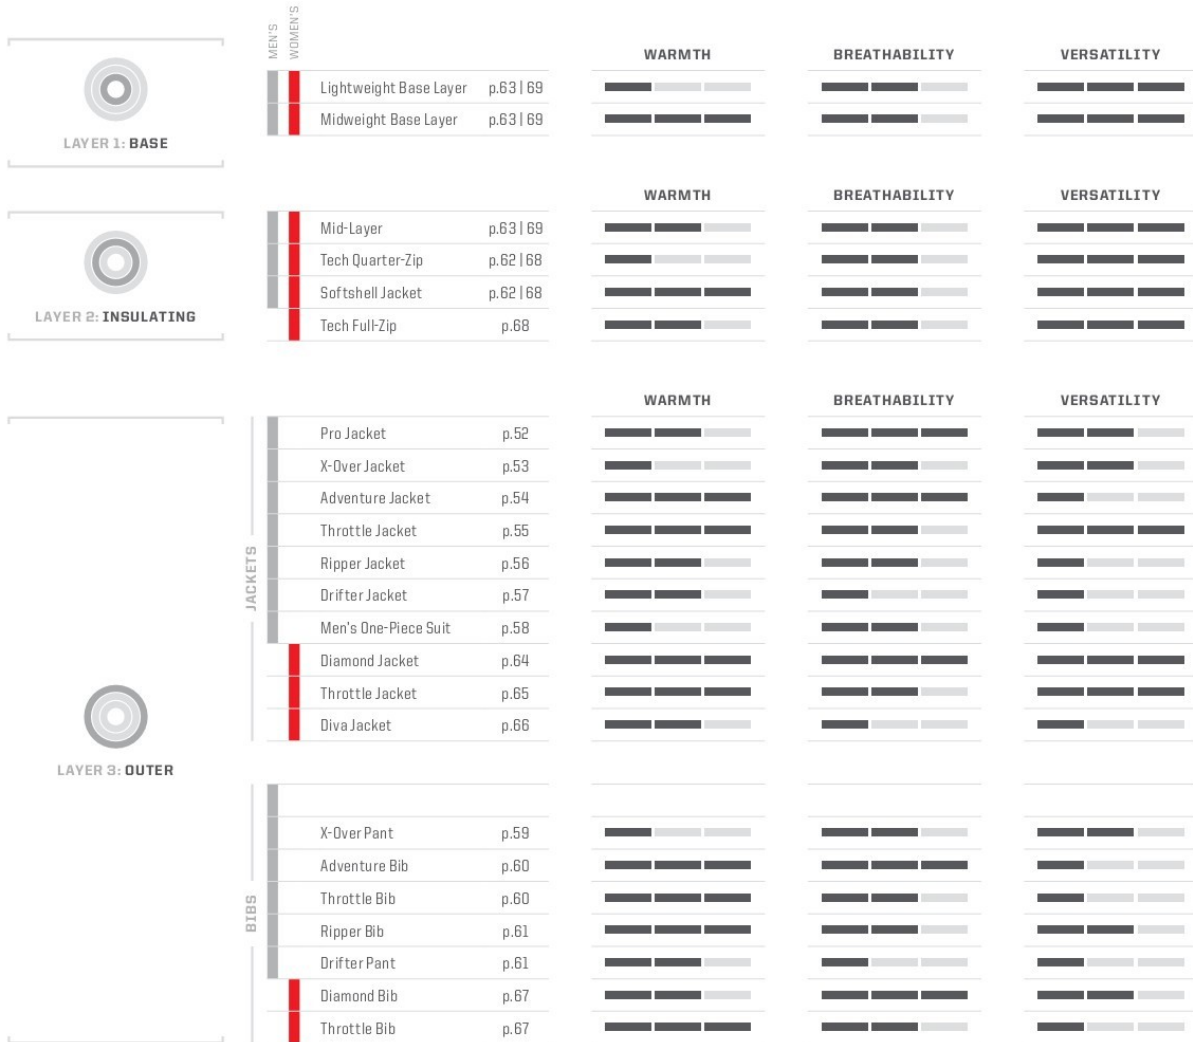 MEN'S
WOMEN'S
WARMTH BREATHABILITY VERSATILITY
Lightweight Base Layer p.63 | 69
Midweight Base Layer p.63 | 69
LAYER 1: BASE
WARMTH BREATHABILITY VERSATILITY
Mid-Layer p.63 | 69
Tech Quarter-Zip p.62 | 68
Softshell Jacket p.62 | 68
Tech Full-Zip p.68
LAYER 2: INSULATING
WARMTH BREATHABILITY VERSATILITY
JACKETS
Pro Jacket p.52
X-Over Jacket p.53
Adventure Jacket p.54
Throttle Jacket p.55
Ripper Jacket p.56
Drifter Jacket p.57
Men's One-Piece Suit p.58
Diamond Jacket p.64
Throttle Jacket p.65
Diva Jacket p.66
LAYER 3: OUTER
BIBS
X-Over Pant p.59
Adventure Bib p.60
Throttle Bib p.60
Ripper Bib p.61
Drifter Pant p.61
Diamond Bib p.67
Throttle Bib p.67